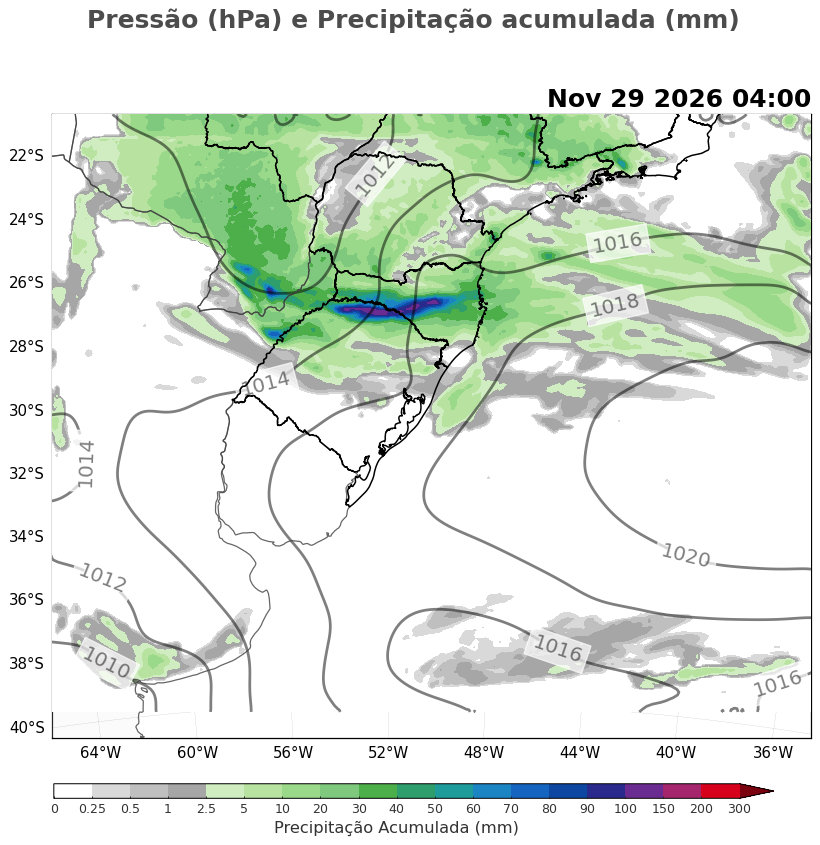 Pressão (hPa) e Precipitação acumulada (mm)
Nov 29 2026 04:00
22°S
1012
24°S
1016
26°S
1018
28°S
1014
30°S
1014
32°S
34°S
1020
1012
36°S
1016
38°S
1010
1016
40°S
64°W 60°W 56°W 52°W 48°W 44°W 40°W 36°W
0 0.25 0.5 1 2.5 5 10 20 30 40 50 60 70 80 90 100 150 200 300
Precipitação Acumulada (mm)